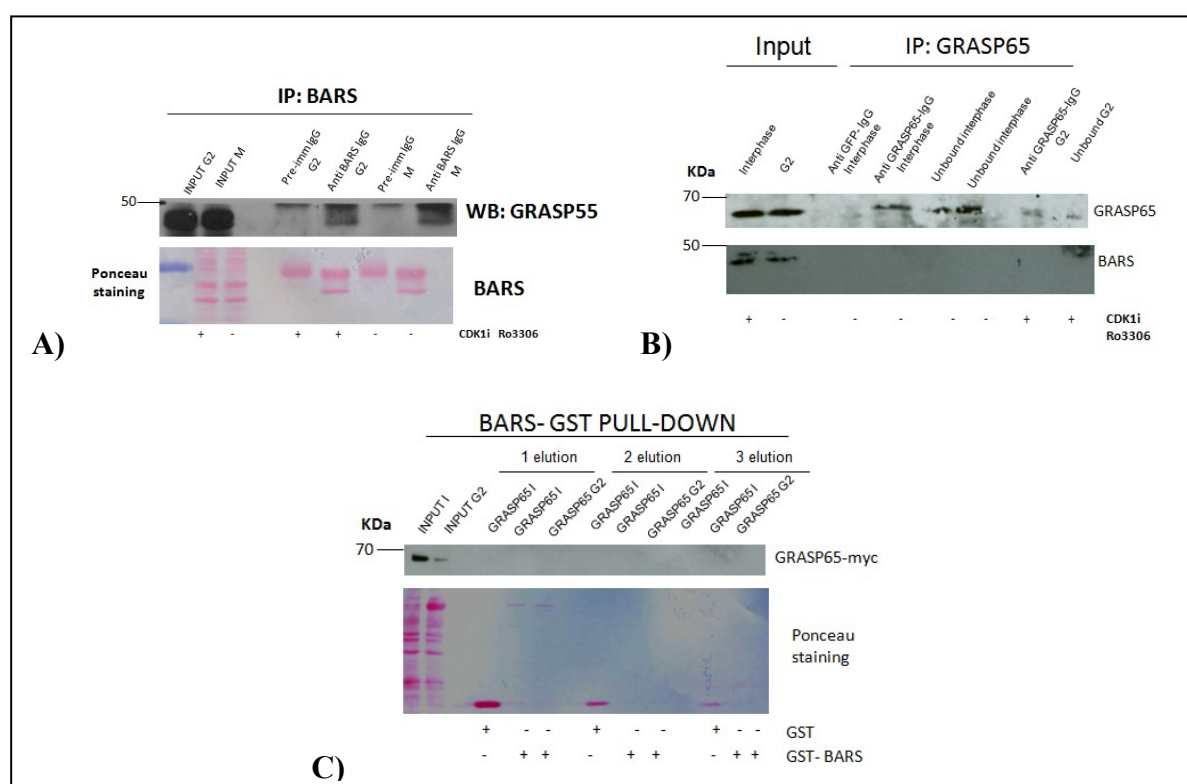 IP: BARS
INPUT G2
INPUT M
Pre-imm IgG
G2
Anti BARS IgG
G2
Pre-imm IgG
M
Anti BARS IgG
M
50
WB: GRASP55
Ponceau
staining
BARS
+ - + + - - CDK1i Ro3306
A)
Input IP: GRASP65
Interphase
G2
Anti GFP- IgG
Interphase
Anti GRASP65-IgG
Interphase
Unbound interphase
Unbound interphase
Anti GRASP65-IgG
G2
Unbound G2
KDa
70
GRASP65
50
BARS
+ - - - - - + + CDK1i
Ro3306
B)
BARS- GST PULL-DOWN
1 elution 2 elution 3 elution
INPUT I
INPUT G2
GRASP65 I
GRASP65 I
GRASP65 G2
GRASP65 I
GRASP65 I
GRASP65 G2
GRASP65 I
GRASP65 I
GRASP65 G2
KDa
70
GRASP65-myc
Ponceau
staining
+ - - + - - + - - GST
- + + - + + - + + GST- BARS
C)